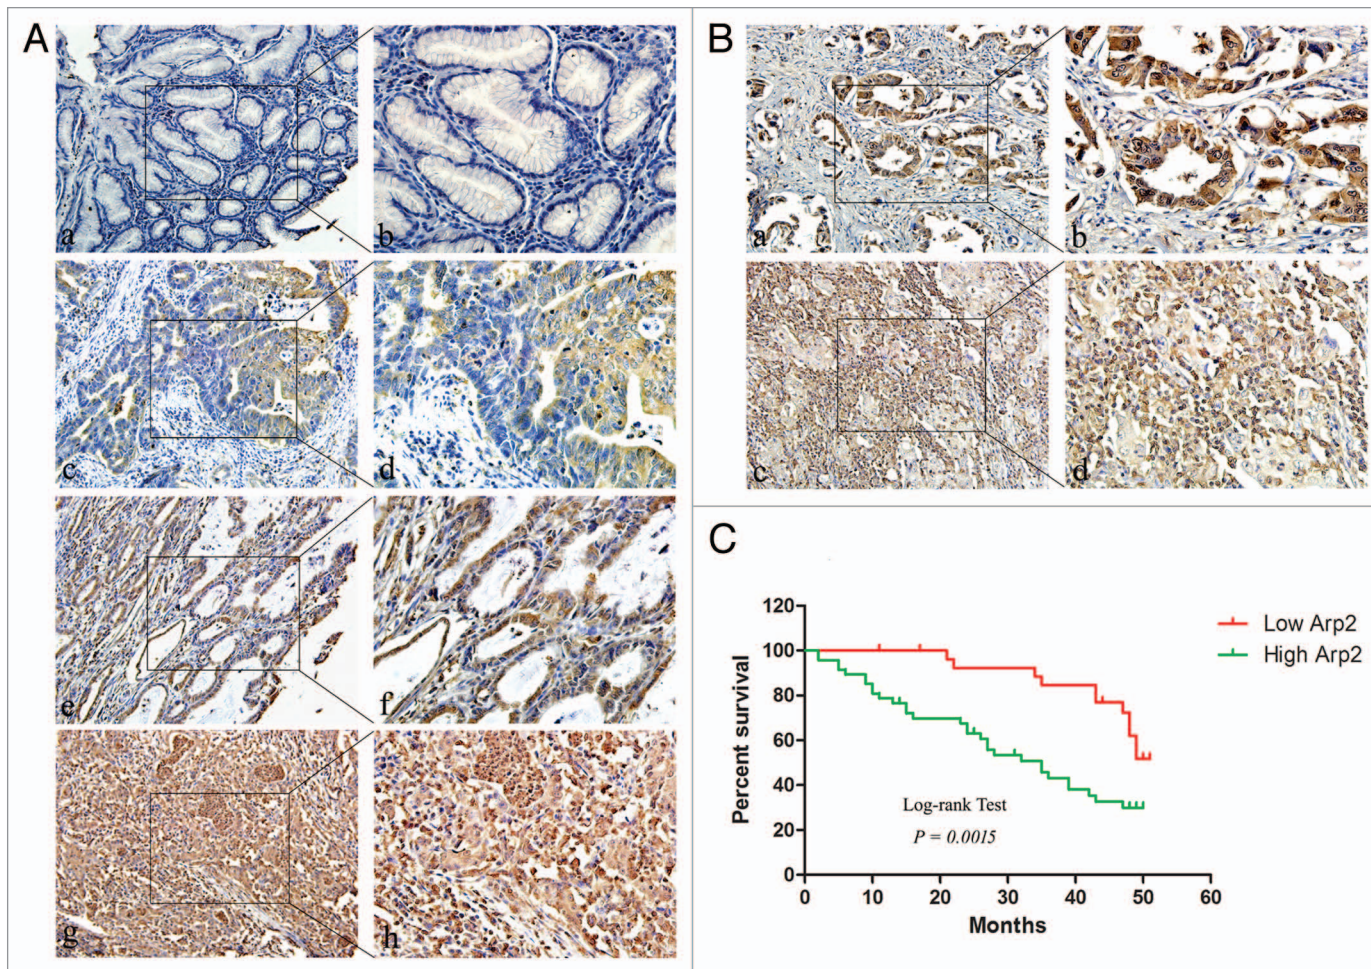 A
a
b
c
d
e
f
g
h
B
a
b
c
d
C
120
100
80
60
40
20
0
Percent survival
0 10 20 30 40 50 60
Months
Low Arp2
High Arp2
Log-rank Test
P = 0.0015